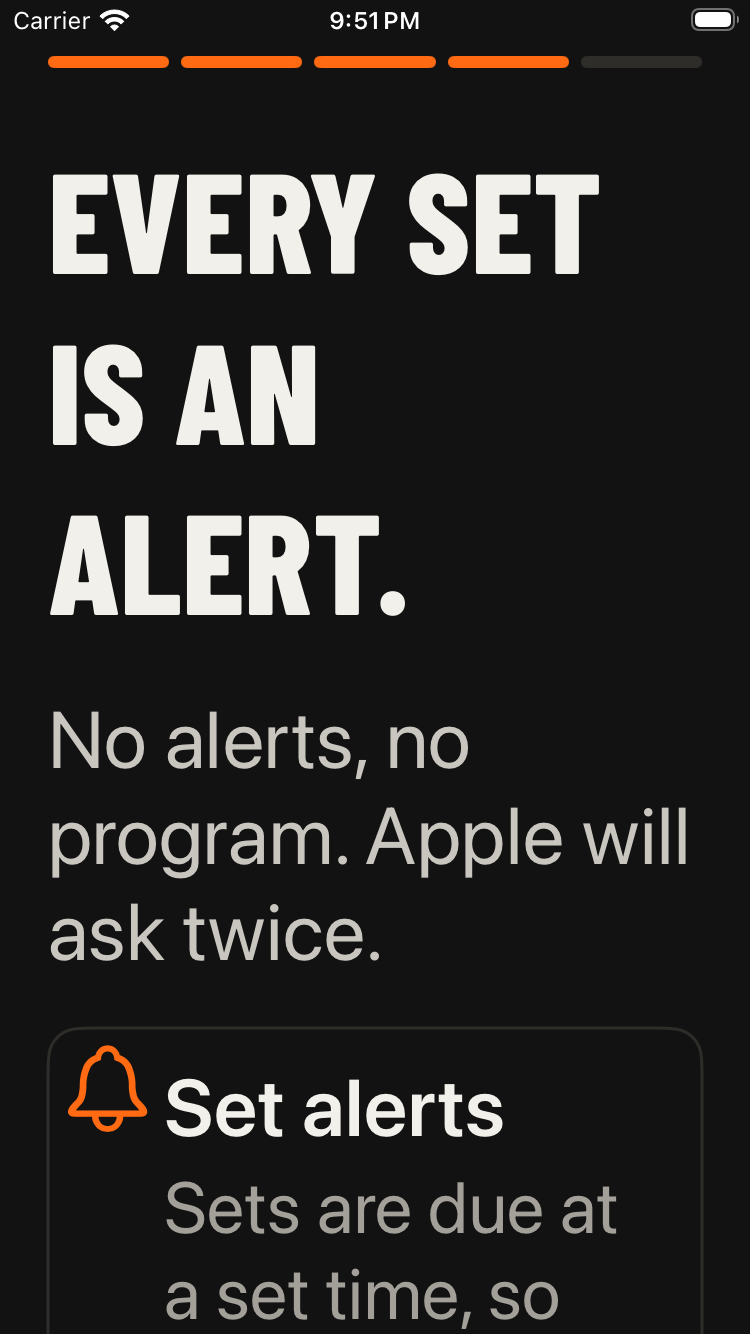 Carrier 9:51 PM
EVERY SET
IS AN
ALERT.
No alerts, no
program. Apple will
ask twice.
Set alerts
Sets are due at
a set time, so